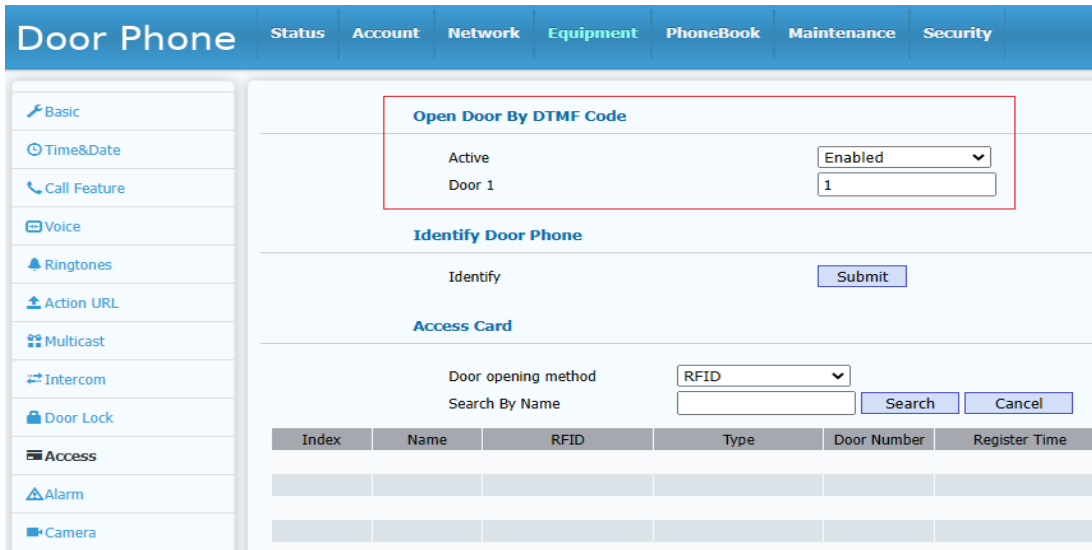 Door Phone
Status Account Network Equipment PhoneBook Maintenance Security
Basic
Time&Date
Call Feature
Voice
Ringtones
Action URL
Multicast
Intercom
Door Lock
Access
Alarm
Camera
Open Door By DTMF Code
Active Enabled
Door 1 1
Identify Door Phone
Identify Submit
Access Card
Door opening method RFID
Search By Name Search Cancel
Index Name RFID Type Door Number Register Time